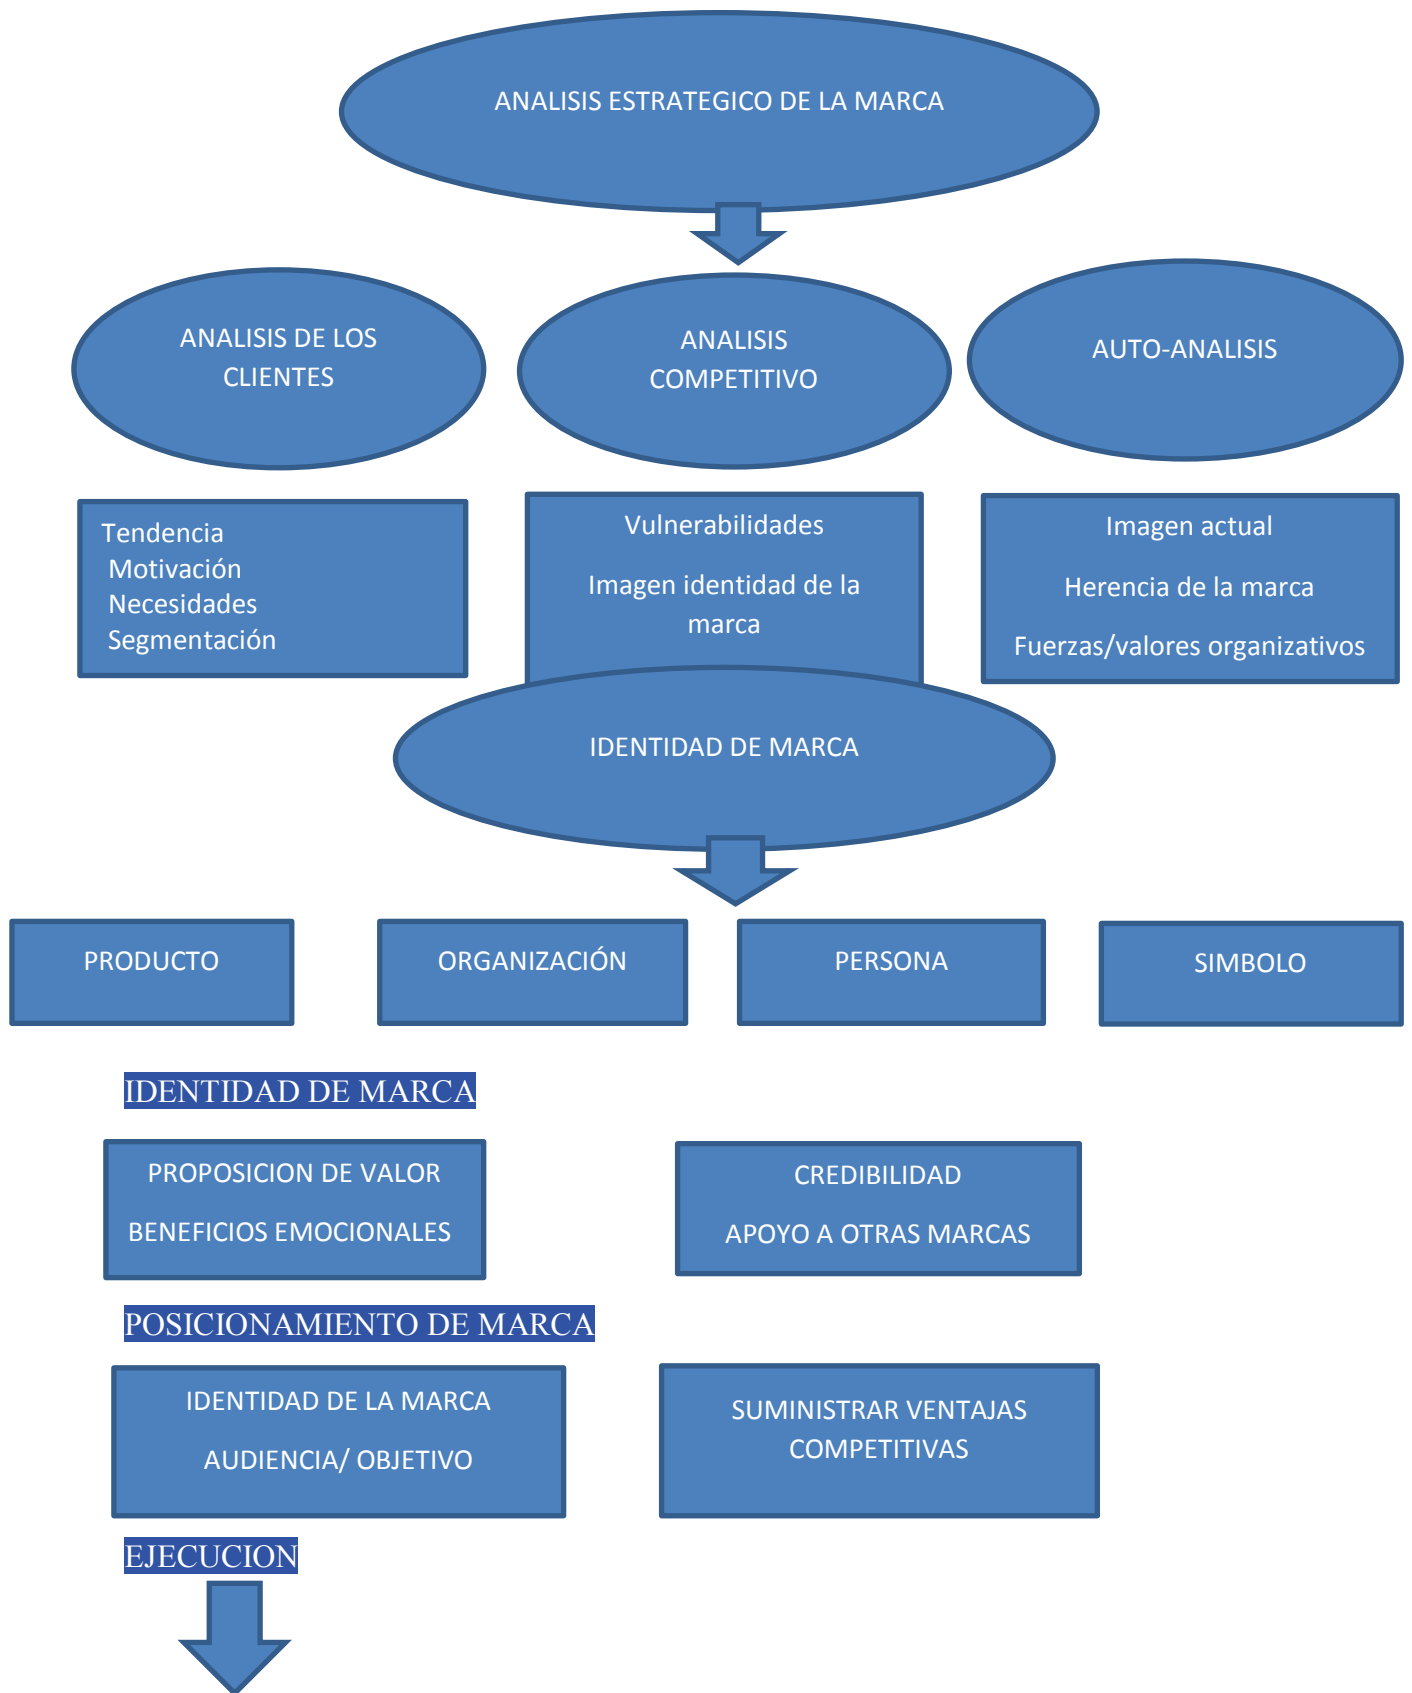 ANALISIS ESTRATEGICO DE LA MARCA
ANALISIS DE LOS
CLIENTES
ANALISIS
COMPETITIVO
AUTO-ANALISIS
Tendencia
Motivación
Necesidades
Segmentación
Vulnerabilidades
Imagen identidad de la
marca
Imagen actual
Herencia de la marca
Fuerzas/valores organizativos
IDENTIDAD DE MARCA
PRODUCTO
ORGANIZACIÓN
PERSONA
SIMBOLO
IDENTIDAD DE MARCA
PROPOSICION DE VALOR
BENEFICIOS EMOCIONALES
CREDIBILIDAD
APOYO A OTRAS MARCAS
POSICIONAMIENTO DE MARCA
IDENTIDAD DE LA MARCA
AUDIENCIA/ OBJETIVO
SUMINISTRAR VENTAJAS
COMPETITIVAS
EJECUCION